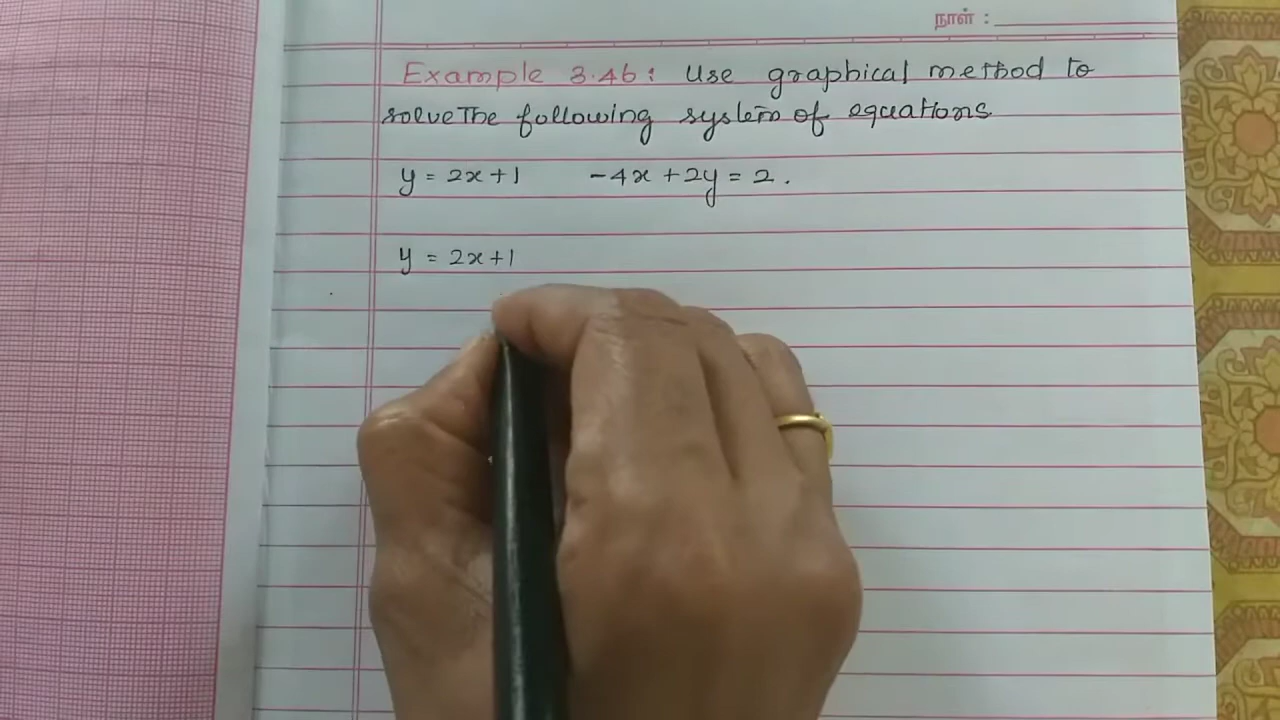 நாள் :
Example 3.46: Use graphical method to
solve The following system of equations
y = 2x+1 -4x+2y = 2.
y = 2x+1